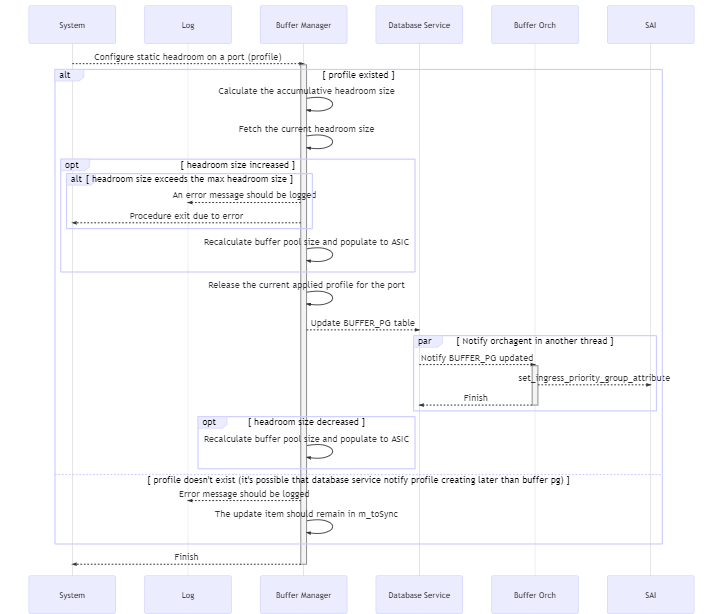 System
Log
Buffer Manager
Database Service
Buffer Orch
SAI
Configure static headroom on a port (profile)
alt
[ profile existed ]
Calculate the accumulative headroom size
Fetch the current headroom size
opt
[ headroom size increased ]
alt
[ headroom size exceeds the max headroom size ]
An error message should be logged
Procedure exit due to error
Recalculate buffer pool size and populate to ASIC
Release the current applied profile for the port
Update BUFFER_PG table
par
[ Notify orchagent in another thread ]
Notify BUFFER_PG updated
set_ingress_priority_group_attribute
Finish
opt
[ headroom size decreased ]
Recalculate buffer pool size and populate to ASIC
[ profile doesn't exist (it's possible that database service notify profile creating later than buffer pg) ]
Error message should be logged
The update item should remain in m_toSync
Finish
System
Log
Buffer Manager
Database Service
Buffer Orch
SAI